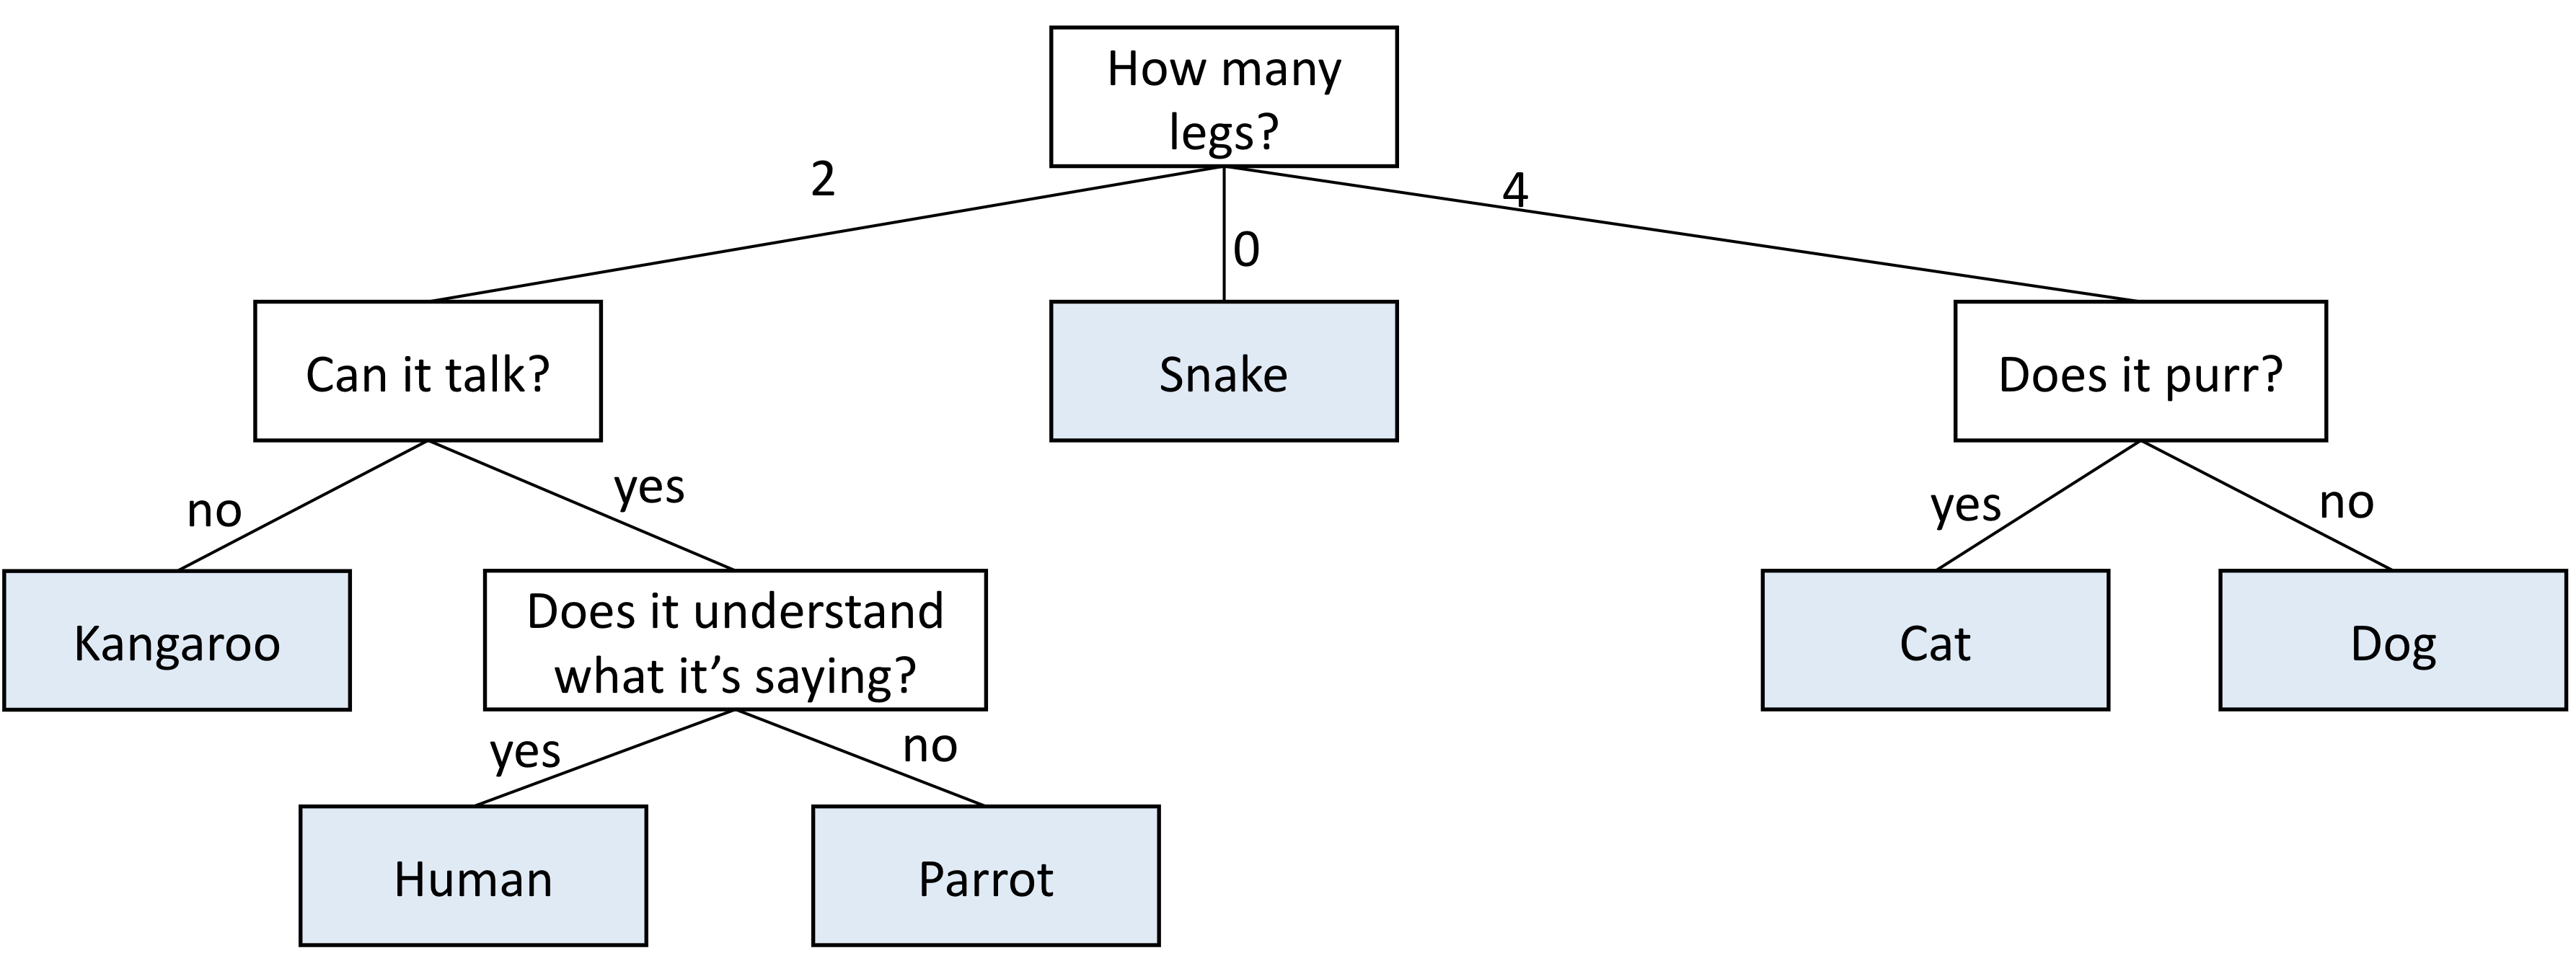 How many
legs?
2
4
0
Can it talk?
Snake
Does it purr?
no
yes
yes
no
Kangaroo
Does it understand
what it’s saying?
Cat
Dog
yes
no
Human
Parrot